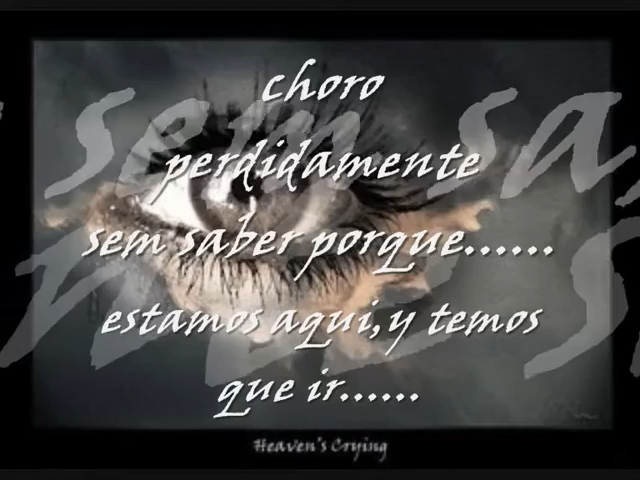 choro
perdidamente
sem saber porque......
estamos aqui,y temos
que ir......
Heaven's Crying